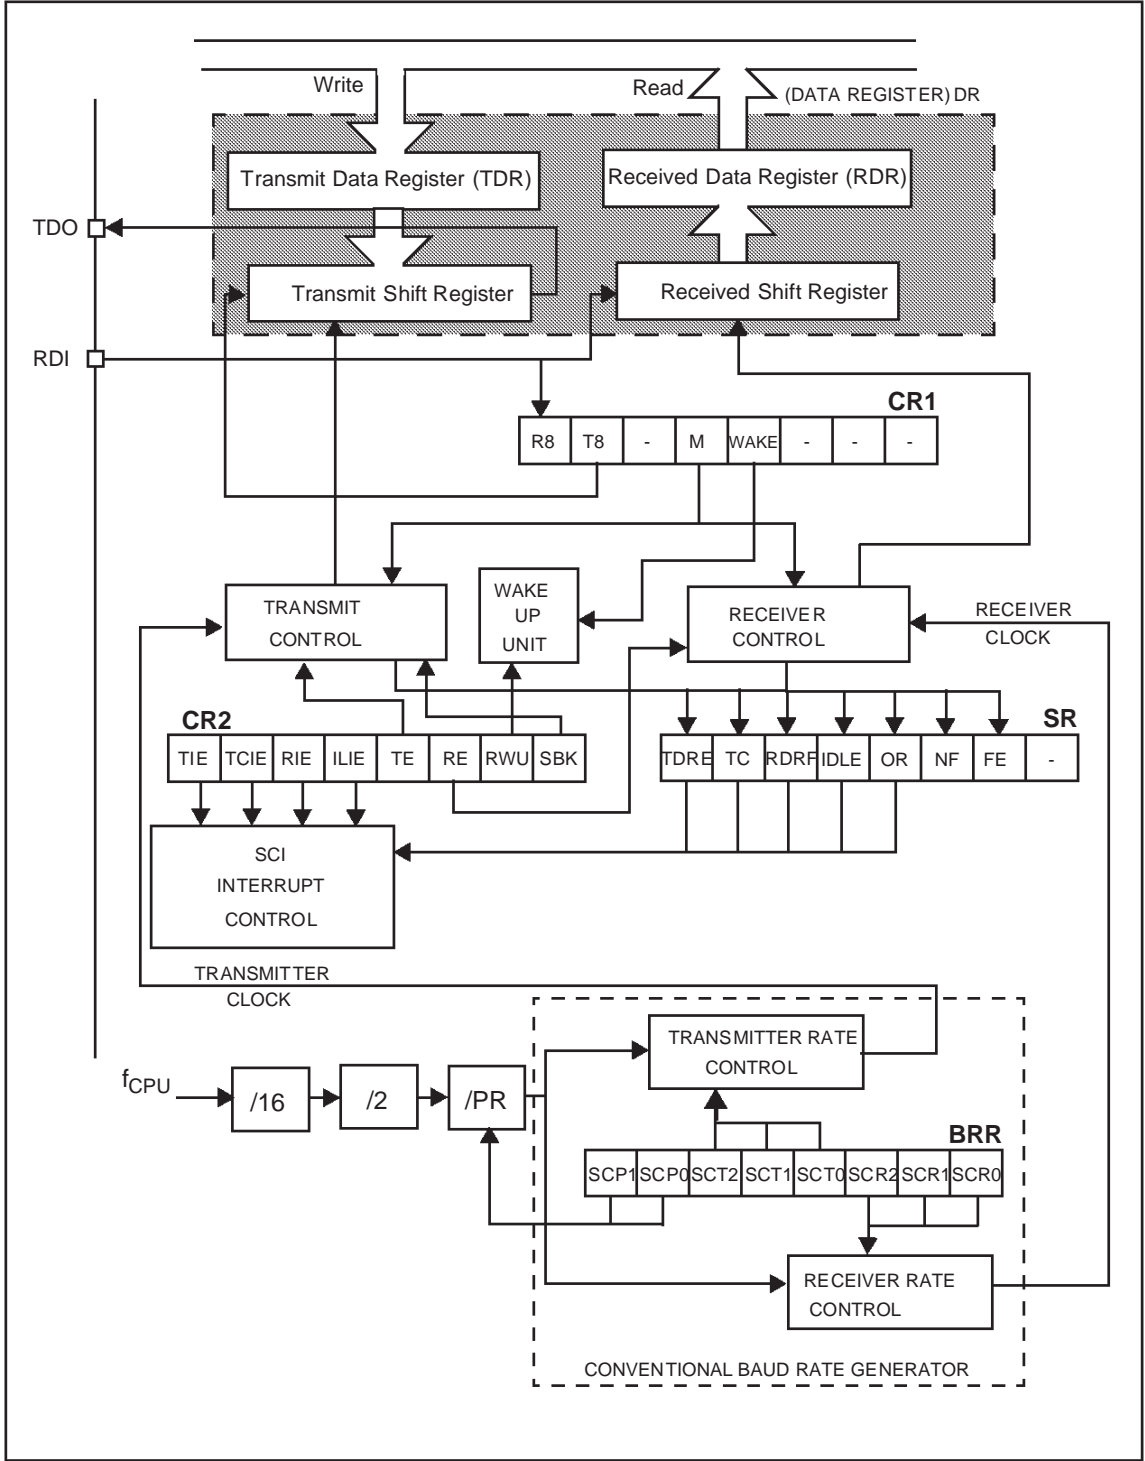 Write
Read
(DATA REGISTER) DR
Transmit Data Register (TDR)
Received Data Register (RDR)
TDO
Transmit Shift Register
Received Shift Register
RDI
CR1
R8 T8 - M WAKE - - -
TRANSMIT
CONTROL
WAKE
UP
UNIT
RECEIVER
CONTROL
RECEIVER
CLOCK
CR2
SR
TIE TCIE RIE ILIE TE RE RWU SBK
TDRE TC RDRF IDLE OR NF FE -
SCI
INTERRUPT
CONTROL
TRANSMITTER
CLOCK
TRANSMITTER RATE
CONTROL
fCPU
/16
/2
/PR
BRR
SCP1 SCP0 SCT2 SCT1 SCT0 SCR2 SCR1 SCR0
RECEIVER RATE
CONTROL
CONVENTIONAL BAUD RATE GENERATOR